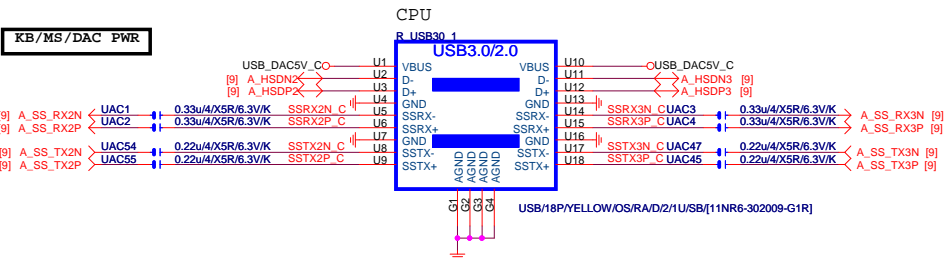 CPU
KB/MS/DAC PWR
R_USB30_1
USB3.0/2.0
USB_DAC5V_C U1 VBUS VBUS U10 USB_DAC5V_C
[9] A_HSDN2 U2 D- D- U11 A_HSDN3 [9]
[9] A_HSDP2 U3 D+ D+ U12 A_HSDP3 [9]
U4 GND GND U13
[9] A_SS_RX2N UAC1 0.33u/4/X5R/6.3V/K SSRX2N_C U5 SSRX- SSRX- U14 SSRX3N_C UAC3 0.33u/4/X5R/6.3V/K A_SS_RX3N [9]
[9] A_SS_RX2P UAC2 0.33u/4/X5R/6.3V/K SSRX2P_C U6 SSRX+ SSRX+ U15 SSRX3P_C UAC4 0.33u/4/X5R/6.3V/K A_SS_RX3P [9]
U7 GND GND U16
[9] A_SS_TX2N UAC54 0.22u/4/X5R/6.3V/K SSTX2N_C U8 SSTX- SSTX- U17 SSTX3N_C UAC47 0.22u/4/X5R/6.3V/K A_SS_TX3N [9]
[9] A_SS_TX2P UAC55 0.22u/4/X5R/6.3V/K SSTX2P_C U9 SSTX+ SSTX+ U18 SSTX3P_C UAC45 0.22u/4/X5R/6.3V/K A_SS_TX3P [9]
AGND AGND AGND AGND
G1 G2 G3 G4
USB/18P/YELLOW/OS/RA/D/2/1U/SB/[11NR6-302009-G1R]